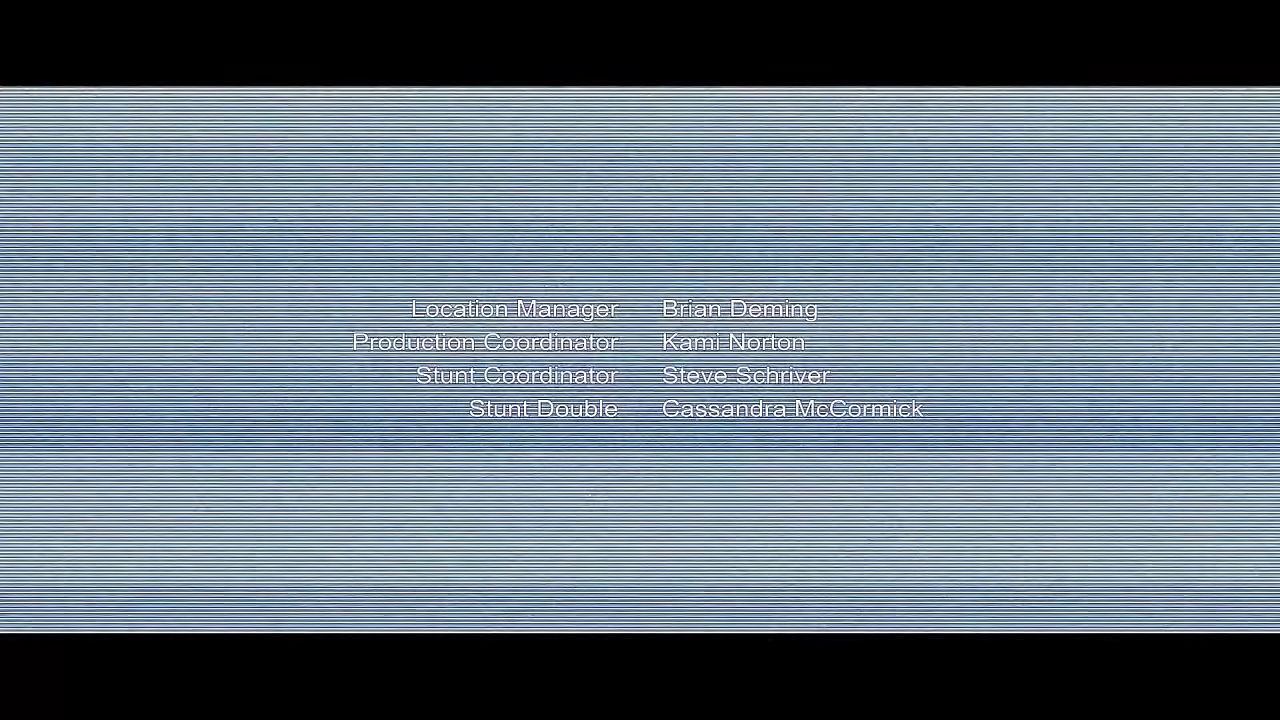 Location Manager Brian Deming
Production Coordinator Kami Norton
Stunt Coordinator Steve Schriver
Stunt Double Cassandra McCormick